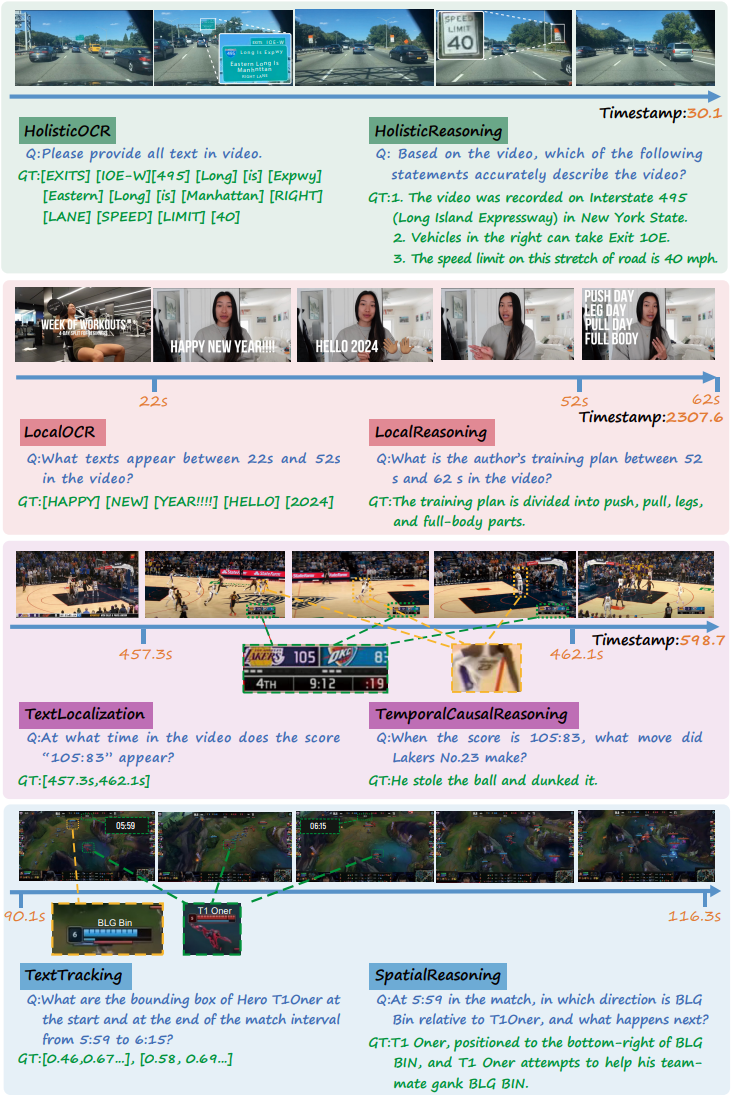 SPEED
LIMIT
40
EXITS 10E-W
495 Long Is Expwy
Eastern Long Is
Manhattan
RIGHT LANE
Timestamp:30.1
HolisticOCR
Q:Please provide all text in video.
GT:[EXITS] [IOE-W][495] [Long] [is] [Expwy]
[Eastern] [Long] [is] [Manhattan] [RIGHT]
[LANE] [SPEED] [LIMIT] [40]
HolisticReasoning
Q: Based on the video, which of the following
statements accurately describe the video?
GT:1. The video was recorded on Interstate 495
(Long Island Expressway) in New York State.
2. Vehicles in the right can take Exit 10E.
3. The speed limit on this stretch of road is 40 mph.
WEEK OF WORKOUTS
HAPPY NEW YEAR!!!!
HELLO 2024
PUSH DAY
LEG DAY
PULL DAY
FULL BODY
22s
52s
62s
Timestamp:2307.6
LocalOCR
Q:What texts appear between 22s and 52s
in the video?
GT:[HAPPY] [NEW] [YEAR!!!!] [HELLO] [2024]
LocalReasoning
Q:What is the author's training plan between 52
s and 62 s in the video?
GT:The training plan is divided into push, pull, legs,
and full-body parts.
457.3s
462.1s
Timestamp:598.7
LAKERS 105 OKC 83
4TH 9:12 :19
TextLocalization
Q:At what time in the video does the score
“105:83” appear?
GT:[457.3s,462.1s]
TemporalCausalReasoning
Q:When the score is 105:83, what move did
Lakers No.23 make?
GT:He stole the ball and dunked it.
05:59
06:15
90.1s
116.3s
BLG Bin
6
T1 Oner
TextTracking
Q:What are the bounding box of Hero T1Oner at
the start and at the end of the match interval
from 5:59 to 6:15?
GT:[0.46,0.67...], [0.58, 0.69...]
SpatialReasoning
Q:At 5:59 in the match, in which direction is BLG
Bin relative to T1Oner, and what happens next?
GT:T1 Oner, positioned to the bottom-right of BLG
BIN, and T1 Oner attempts to help his team-
mate gank BLG BIN.